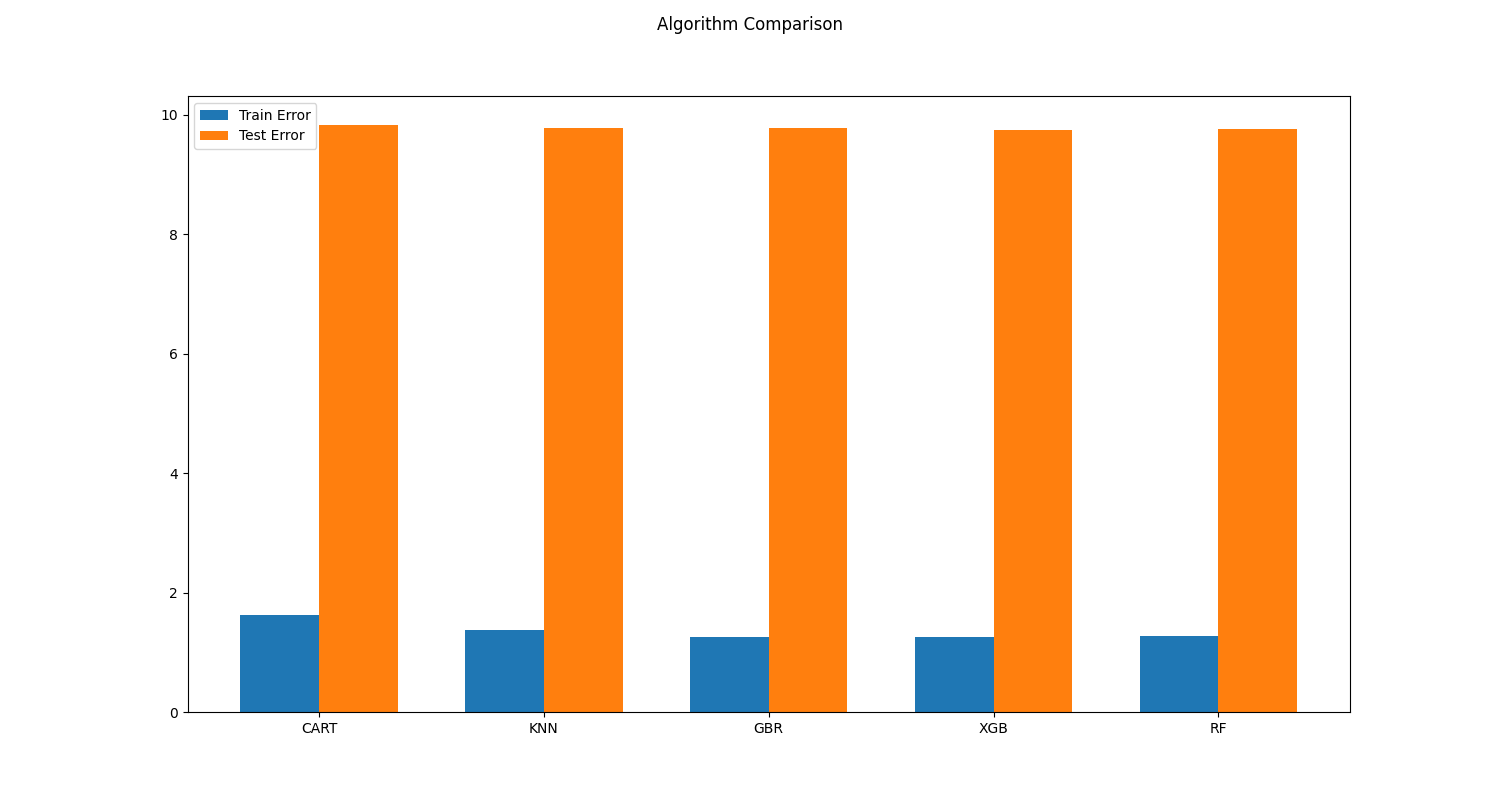 Algorithm Comparison
Train Error
Test Error
10
8
6
4
2
0
CART
KNN
GBR
XGB
RF